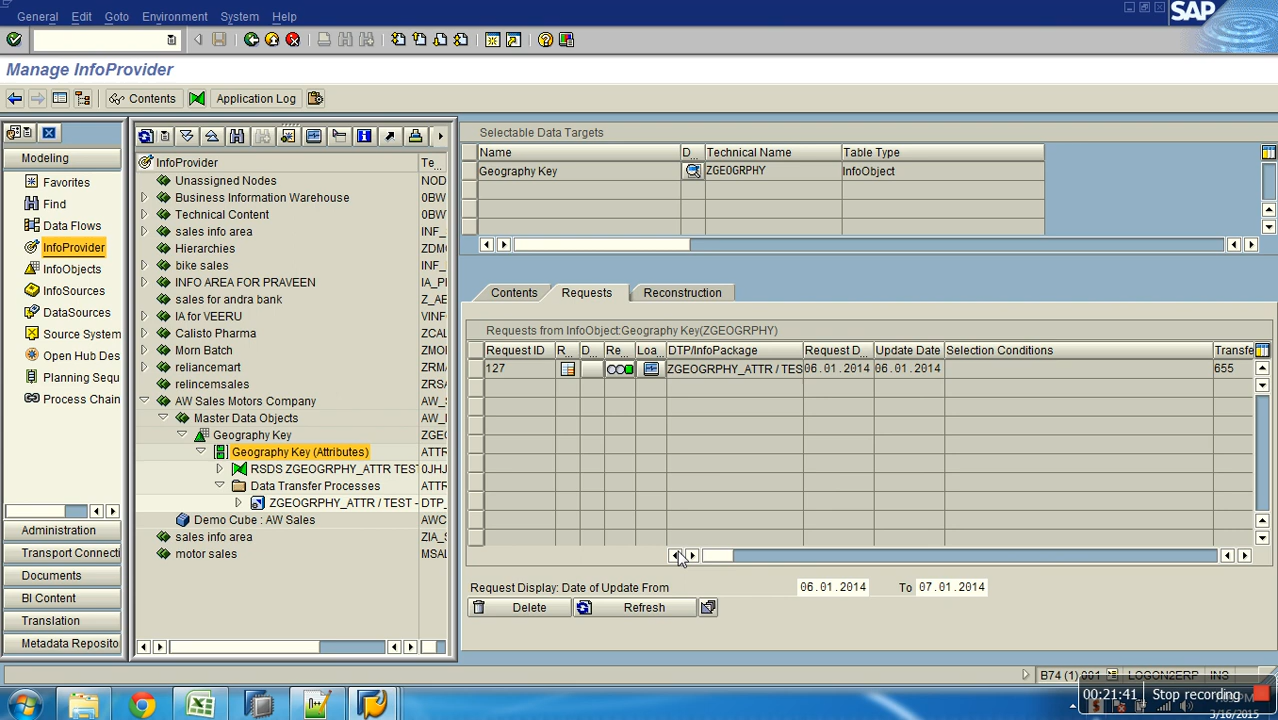 General Edit Goto Environment System Help
SAP
Manage InfoProvider
Contents Application Log
Modeling
Favorites
Find
Data Flows
InfoProvider
InfoObjects
InfoSources
DataSources
Source System
Open Hub Des
Planning Sequ
Process Chain
Administration
Transport Connecti
Documents
BI Content
Translation
Metadata Reposito
InfoProvider Te...
Unassigned Nodes NOD
Business Information Warehouse 0BW
Technical Content 0BW
sales info area INF_
Hierarchies ZDM
bike sales INF_
INFO AREA FOR PRAVEEN IA_P
sales for andra bank Z_AE
IA for VEERU VINF
Calisto Pharma ZCAL
Morn Batch ZMO
reliancemart ZRE
relincemsales ZRSA
AW Sales Motors Company AW_
Master Data Objects AW_
Geography Key ZGE
Geography Key (Attributes) ATTR
RSDS ZGEOGRPHY_ATTR TEST 0JHJ
Data Transfer Processes ATTR
ZGEOGRPHY_ATTR / TEST - DTP_
Demo Cube : AW Sales AWC
sales info area ZIA_S
motor sales MSAL
Selectable Data Targets
Name D... Technical Name Table Type
Geography Key ZGEOGRPHY InfoObject
Contents Requests Reconstruction
Requests from InfoObject:Geography Key(ZGEOGRPHY)
Request ID R... D... Re... Loa... DTP/InfoPackage Request D... Update Date Selection Conditions Transfe
127 ZGEOGRPHY_ATTR / TES 06.01.2014 06.01.2014 655
Request Display: Date of Update From 06.01.2014 To 07.01.2014
Delete Refresh
B74 (1) 001 LOGON2ERP INS
00:21:41 Stop recording
3/16/2015